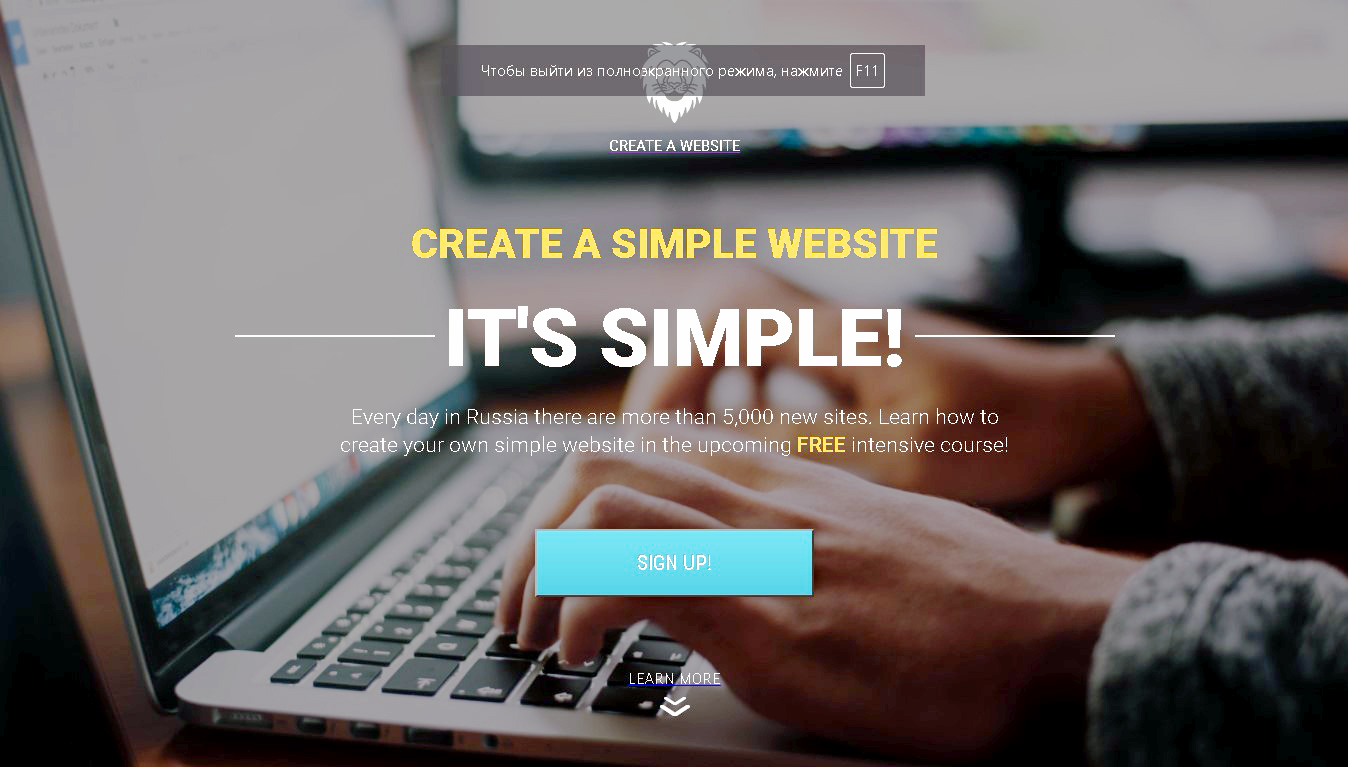 Чтобы выйти из полноэкранного режима, нажмите F11
CREATE A WEBSITE
CREATE A SIMPLE WEBSITE
IT'S SIMPLE!
Every day in Russia there are more than 5,000 new sites. Learn how to
create your own simple website in the upcoming FREE intensive course!
SIGN UP!
LEARN MORE